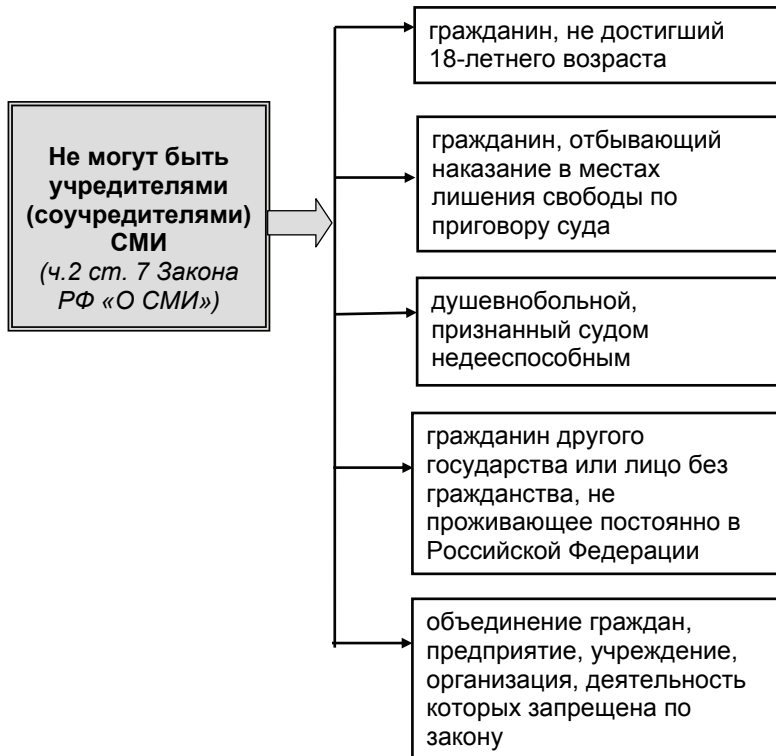 Не могут быть
учредителями
(соучредителями)
СМИ
(ч.2 ст. 7 Закона
РФ «О СМИ»)
гражданин, не достигший
18-летнего возраста
гражданин, отбывающий
наказание в местах
лишения свободы по
приговору суда
душевнобольной,
признанный судом
недееспособным
гражданин другого
государства или лицо без
гражданства, не
проживающее постоянно в
Российской Федерации
объединение граждан,
предприятие, учреждение,
организация, деятельность
которых запрещена по
закону